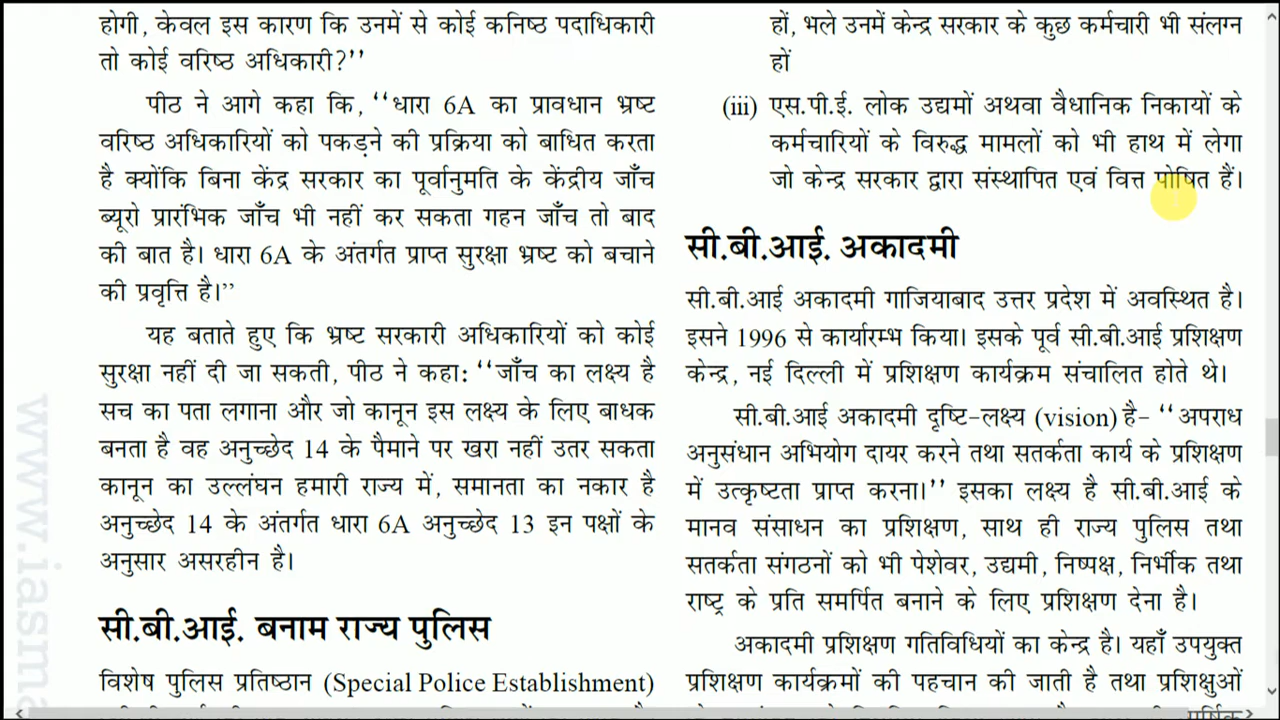 होगी, केवल इस कारण कि उनमें से कोई कनिष्ठ पदाधिकारी
तो कोई वरिष्ठ अधिकारी?’’
पीठ ने आगे कहा कि, ‘‘धारा 6A का प्रावधान भ्रष्ट
वरिष्ठ अधिकारियों को पकड़ने की प्रक्रिया को बाधित करता
है क्योंकि बिना केंद्र सरकार का पूर्वानुमति के केंद्रीय जाँच
ब्यूरो प्रारंभिक जाँच भी नहीं कर सकता गहन जाँच तो बाद
की बात है। धारा 6A के अंतर्गत प्राप्त सुरक्षा भ्रष्ट को बचाने
की प्रवृत्ति है।”
यह बताते हुए कि भ्रष्ट सरकारी अधिकारियों को कोई
सुरक्षा नहीं दी जा सकती, पीठ ने कहा: ‘‘जाँच का लक्ष्य है
सच का पता लगाना और जो कानून इस लक्ष्य के लिए बाधक
बनता है वह अनुच्छेद 14 के पैमाने पर खरा नहीं उतर सकता
कानून का उल्लंघन हमारी राज्य में, समानता का नकार है
अनुच्छेद 14 के अंतर्गत धारा 6A अनुच्छेद 13 इन पक्षों के
अनुसार असरहीन है।
सी.बी.आई. बनाम राज्य पुलिस
विशेष पुलिस प्रतिष्ठान (Special Police Establishment)
हों, भले उनमें केन्द्र सरकार के कुछ कर्मचारी भी संलग्न
हों
(iii) एस.पी.ई. लोक उद्यमों अथवा वैधानिक निकायों के
कर्मचारियों के विरुद्ध मामलों को भी हाथ में लेगा
जो केन्द्र सरकार द्वारा संस्थापित एवं वित्त पोषित हैं।
सी.बी.आई. अकादमी
सी.बी.आई अकादमी गाजियाबाद उत्तर प्रदेश में अवस्थित है।
इसने 1996 से कार्यारम्भ किया। इसके पूर्व सी.बी.आई प्रशिक्षण
केन्द्र, नई दिल्ली में प्रशिक्षण कार्यक्रम संचालित होते थे।
सी.बी.आई अकादमी दृष्टि-लक्ष्य (vision) है- ‘‘अपराध
अनुसंधान अभियोग दायर करने तथा सतर्कता कार्य के प्रशिक्षण
में उत्कृष्टता प्राप्त करना।’’ इसका लक्ष्य है सी.बी.आई के
मानव संसाधन का प्रशिक्षण, साथ ही राज्य पुलिस तथा
सतर्कता संगठनों को भी पेशेवर, उद्यमी, निष्पक्ष, निर्भीक तथा
राष्ट्र के प्रति समर्पित बनाने के लिए प्रशिक्षण देना है।
अकादमी प्रशिक्षण गतिविधियों का केन्द्र है। यहाँ उपयुक्त
प्रशिक्षण कार्यक्रमों की पहचान की जाती है तथा प्रशिक्षुओं
www.iasma